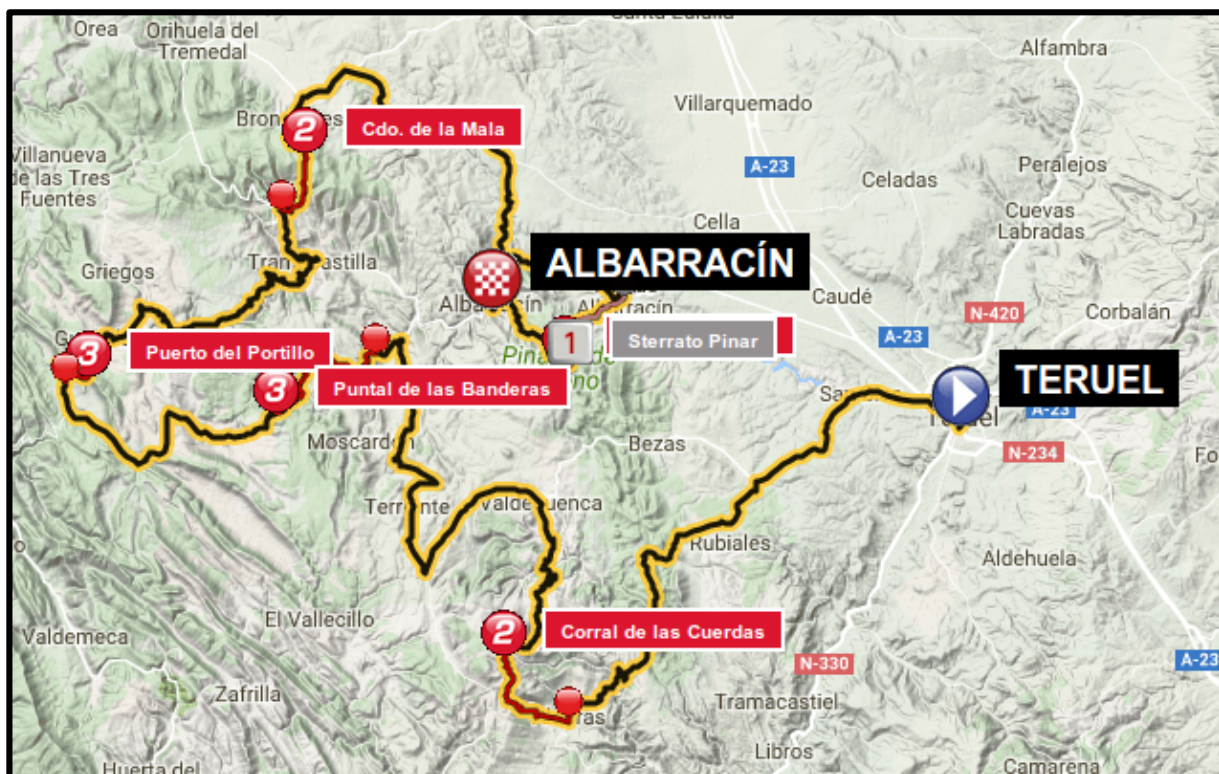 Orea
Orihuela del
Tremedal
Alfambra
Villarquemado
2
Cdo. de la Mala
Villanueva
de las Tres
Fuentes
A-23
Peralejos
Celadas
Cuevas
Labradas
Cella
Griegos
ALBARRACÍN
Caudé
N-420
Corbalán
3
Puerto del Portillo
1
Sterrato Pinar
A-23
3
Puntal de las Banderas
TERUEL
A-23
Moscardón
Bezas
N-234
Rubiales
Aldehuela
El Vallecillo
Valdemeca
2
Corral de las Cuerdas
N-330
A-23
Zafrilla
Tramacastiel
Libros
Huerta del
Camarena